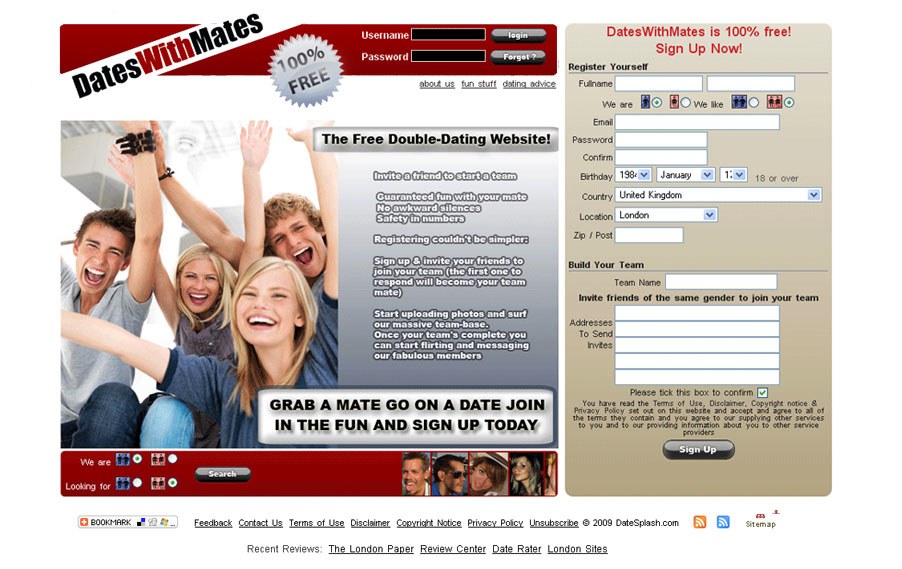 DatesWithMates
100%
FREE
Username
login
Password
Forgot ?
about us fun stuff dating advice
The Free Double-Dating Website!
Invite a friend to start a team
Guaranteed fun with your mate
No awkward silences
Safety in numbers
Registering couldn't be simpler:
Sign up & invite your friends to
join your team (the first one to
respond will become your team
mate)
Start uploading photos and surf
our massive team-base.
Once your team's complete you
can start flirting and messaging
our fabulous members
GRAB A MATE GO ON A DATE JOIN
IN THE FUN AND SIGN UP TODAY
We are
Looking for
Search
DatesWithMates is 100% free!
Sign Up Now!
Register Yourself
Fullname
We are We like
Email
Password
Confirm
Birthday 1984 January 18 or over
Country United Kingdom
Location London
Zip / Post
Build Your Team
Team Name
Invite friends of the same gender to join your team
Addresses
To Send
Invites
Please tick this box to confirm
You have read the Terms of Use, Disclaimer, Copyright notice &
Privacy Policy set out on this website and accept and agree to all of
the terms they contain and you agree to our supplying other services
to you and to our providing information about you to other service
providers
Sign Up
BOOKMARK Feedback Contact Us Terms of Use Disclaimer Copyright Notice Privacy Policy Unsubscribe © 2009 DateSplash.com Sitemap
Recent Reviews: The London Paper Review Center Date Rater London Sites